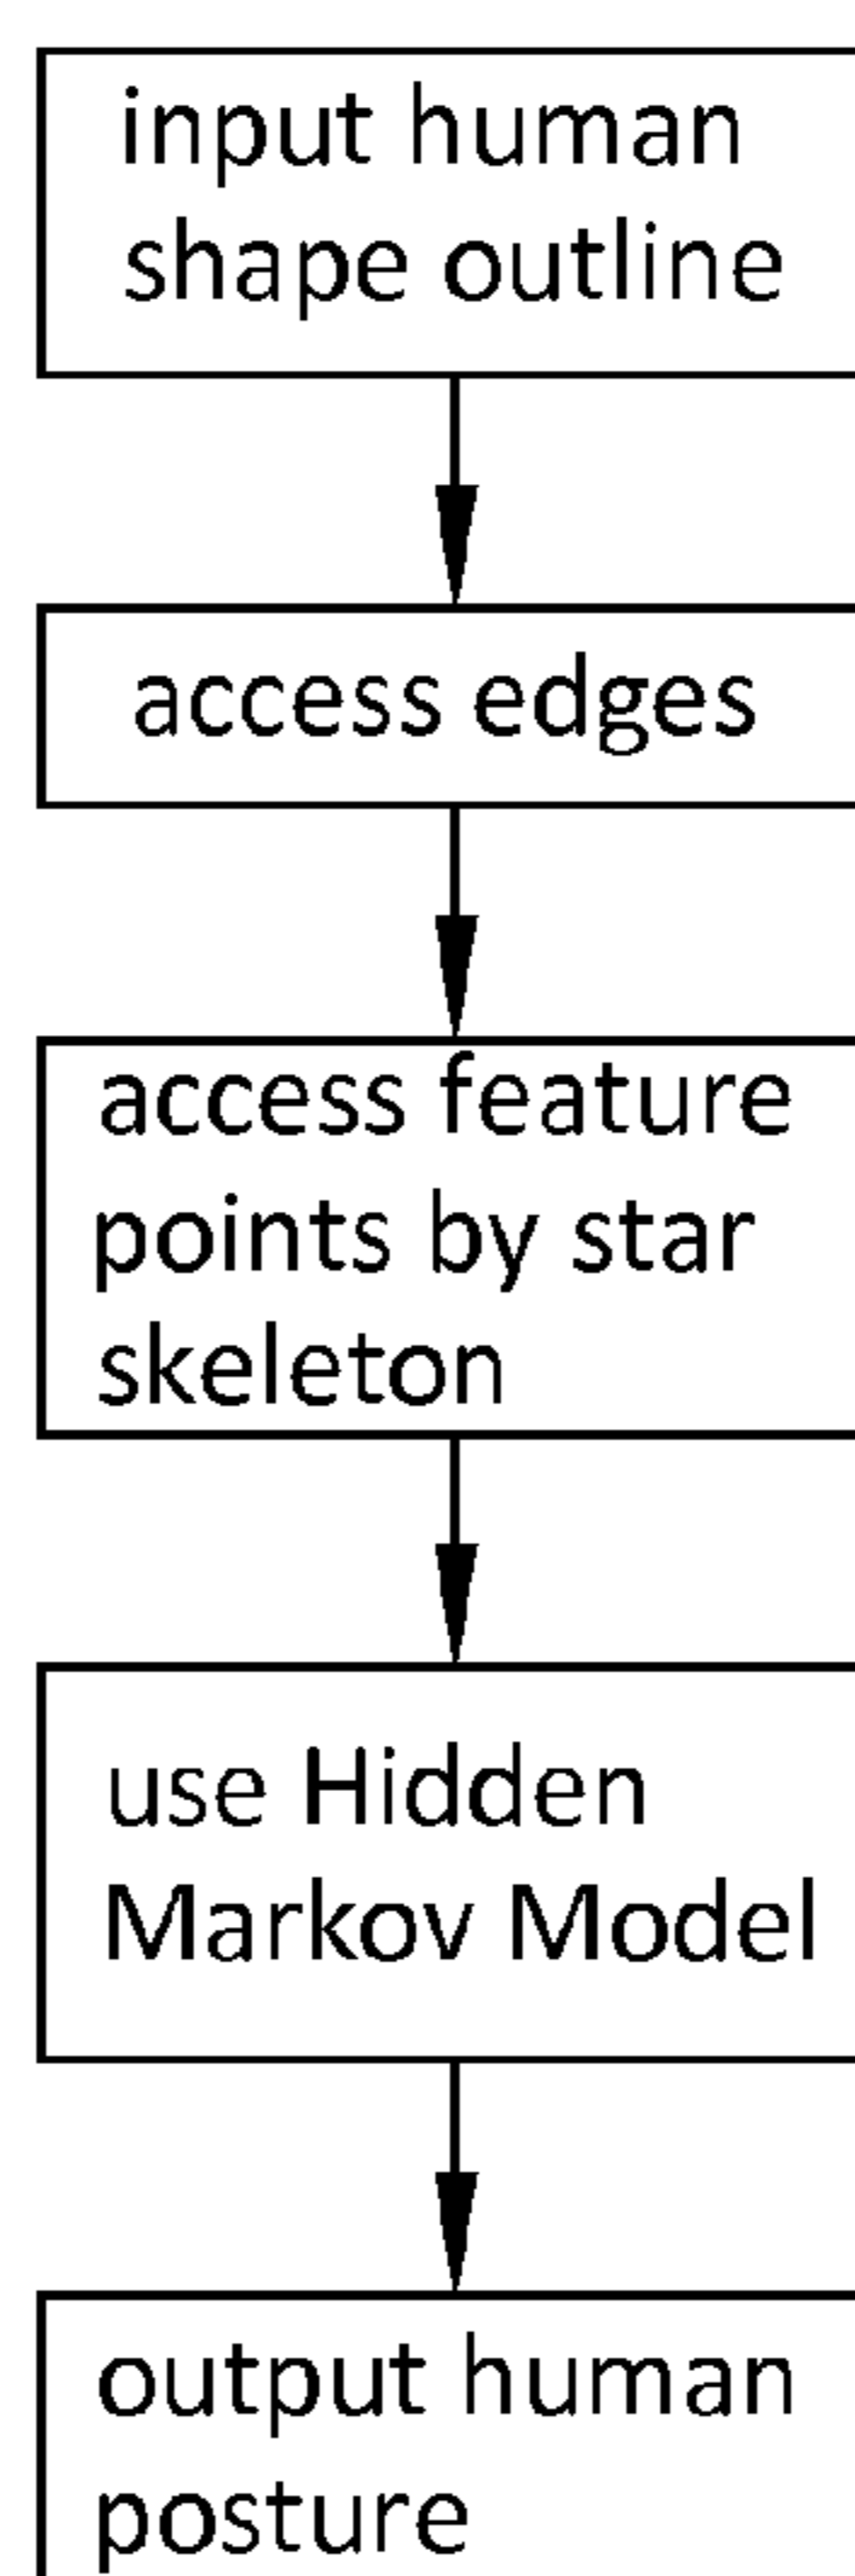 input human
shape outline
access edges
access feature
points by star
skeleton
use Hidden
Markov Model
output human
posture